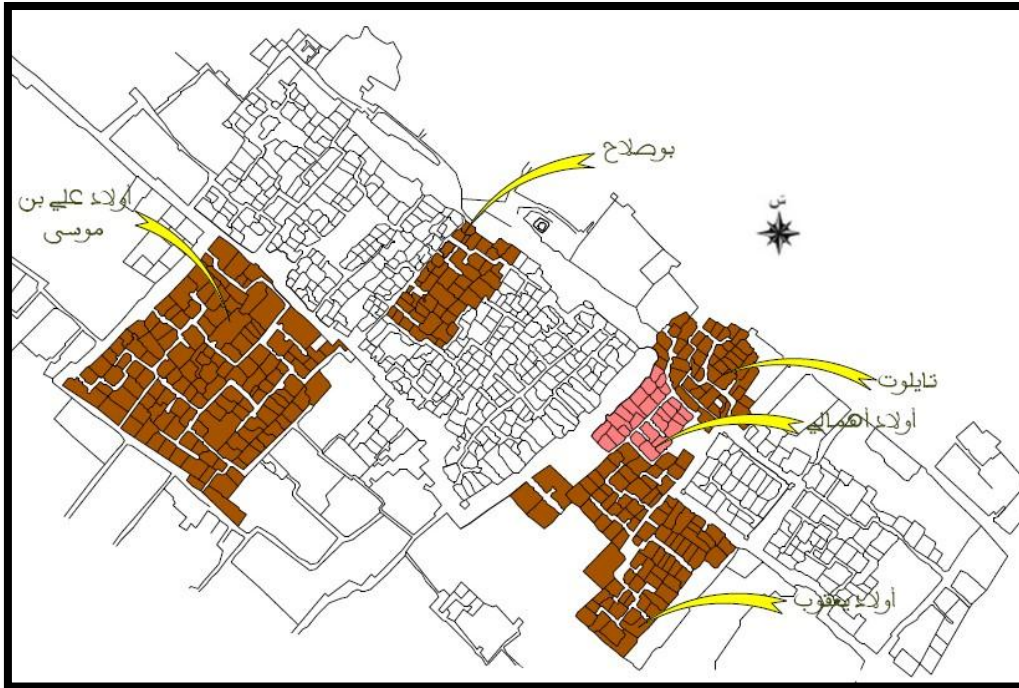 بوصلاح
أولاد علي بن
موسى
ش
تايلوت
أولاد أهمالي
أولاد يعقوب